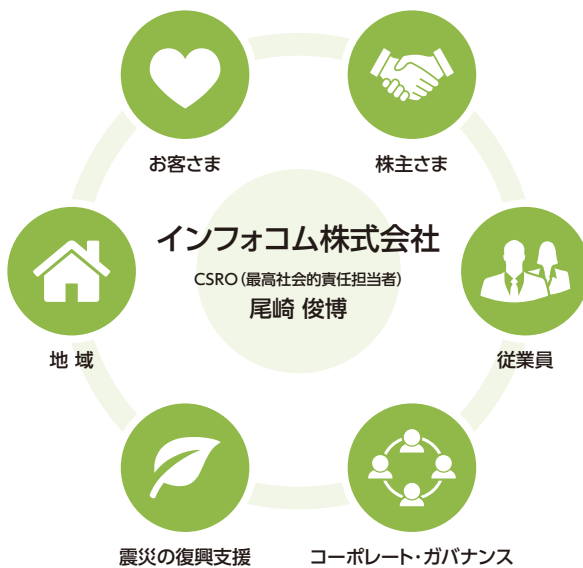 お客さま
株主さま
インフォコム株式会社
CSRO（最高社会的責任担当者）
尾崎 俊博
地 域
従業員
震災の復興支援
コーポレート・ガバナンス